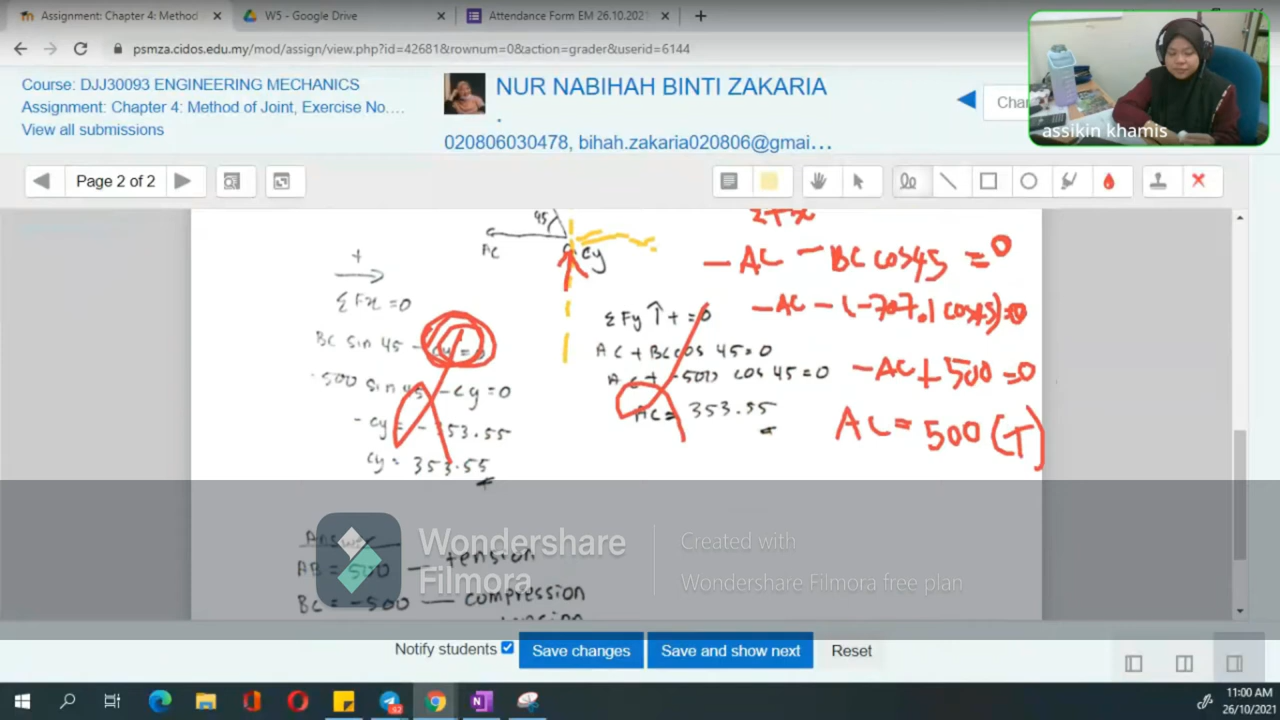 Assignment: Chapter 4: Method
W5 - Google Drive
Attendance Form EM 26.10.2021
psmza.cidos.edu.my/mod/assign/view.php?id=42681&rownum=0&action=grader&userid=6144
Course: DJJ30093 ENGINEERING MECHANICS
Assignment: Chapter 4: Method of Joint, Exercise No....
View all submissions
NUR NABIHAH BINTI ZAKARIA
.
020806030478, bihah.zakaria020806@gmai...
Cha
assikin khamis
Page 2 of 2
45
AC
Cy
+
ΣFx = 0
BC sin 45 - Cy = 0
-500 sin 45 - Cy = 0
- Cy = - 353.55
Cy = 353.55
ΣFy ↑ + = 0
AC + BC cos 45 = 0
AC + -500 cos 45 = 0
AC = 353.55
- AC - BC cos 45 = 0
- AC - (-707.1 cos 45) = 0
- AC + 500 = 0
AC = 500 (T)
Answer
AB = 500 — tension
BC = -500 — compression
Wondershare
Filmora
Created with
Wondershare Filmora free plan
Notify students
Save changes
Save and show next
Reset
11:00 AM
26/10/2021